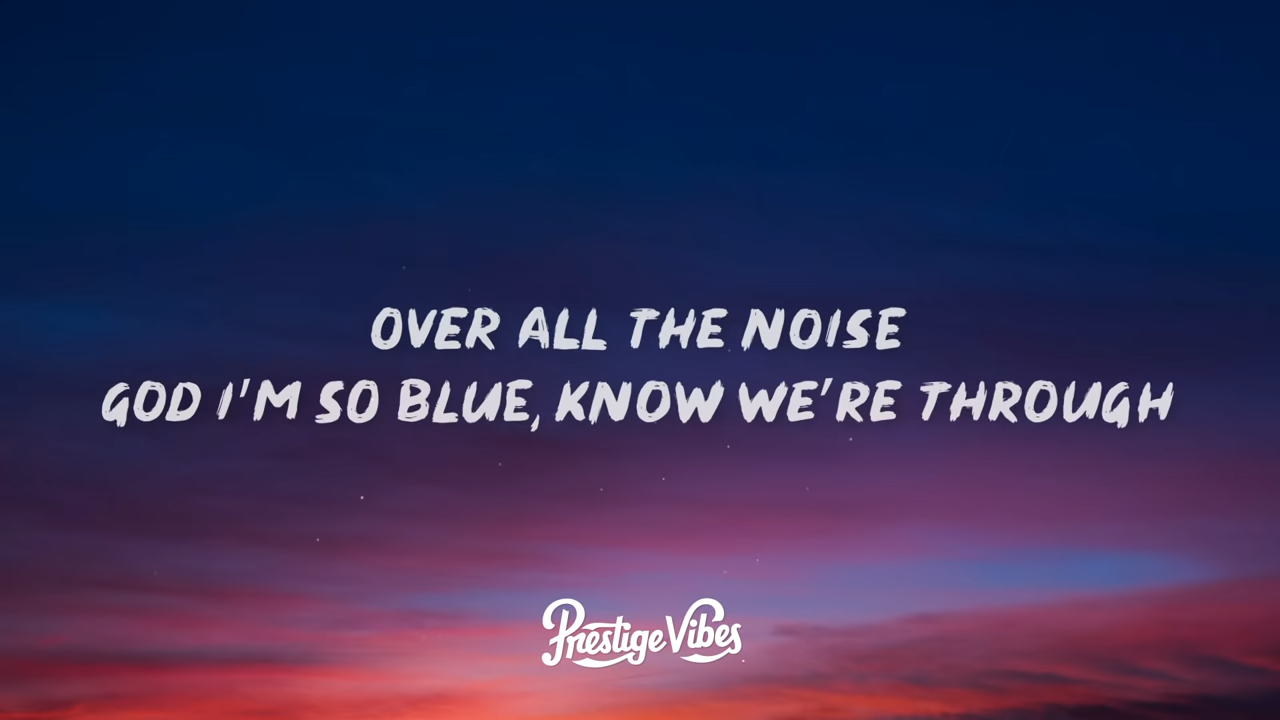 OVER ALL THE NOISE
GOD I'M SO BLUE, KNOW WE'RE THROUGH
Prestige Vibes